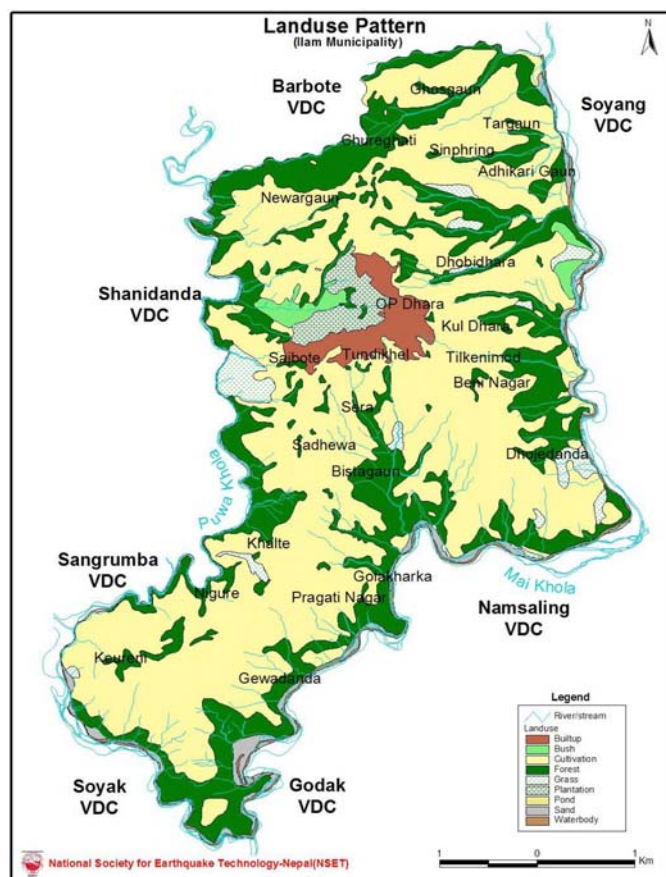 Landuse Pattern
(Ilam Municipality)
N
Barbote
VDC
Soyang
VDC
Ghosgaun
Targaun
Chureghati
Sinphring
Adhikari Gaun
Newargaun
Dhobidhara
Shanidanda
VDC
OP Dhara
Kul Dhara
Saibote
Tundikhel
Tilkenimod
Beni Nagar
Sera
Sadhewa
Dholedanda
Bistagaun
Puwa Khola
Khalte
Sangrumba
VDC
Golakharka
Mai Khola
Nigure
Pragati Nagar
Namsaling
VDC
Keureni
Gewadanda
Legend
River/stream
Landuse
Builtup
Bush
Cultivation
Forest
Grass
Plantation
Pond
Sand
Waterbody
Soyak
VDC
Godak
VDC
National Society for Earthquake Technology-Nepal(NSET)
1 0 1
Km